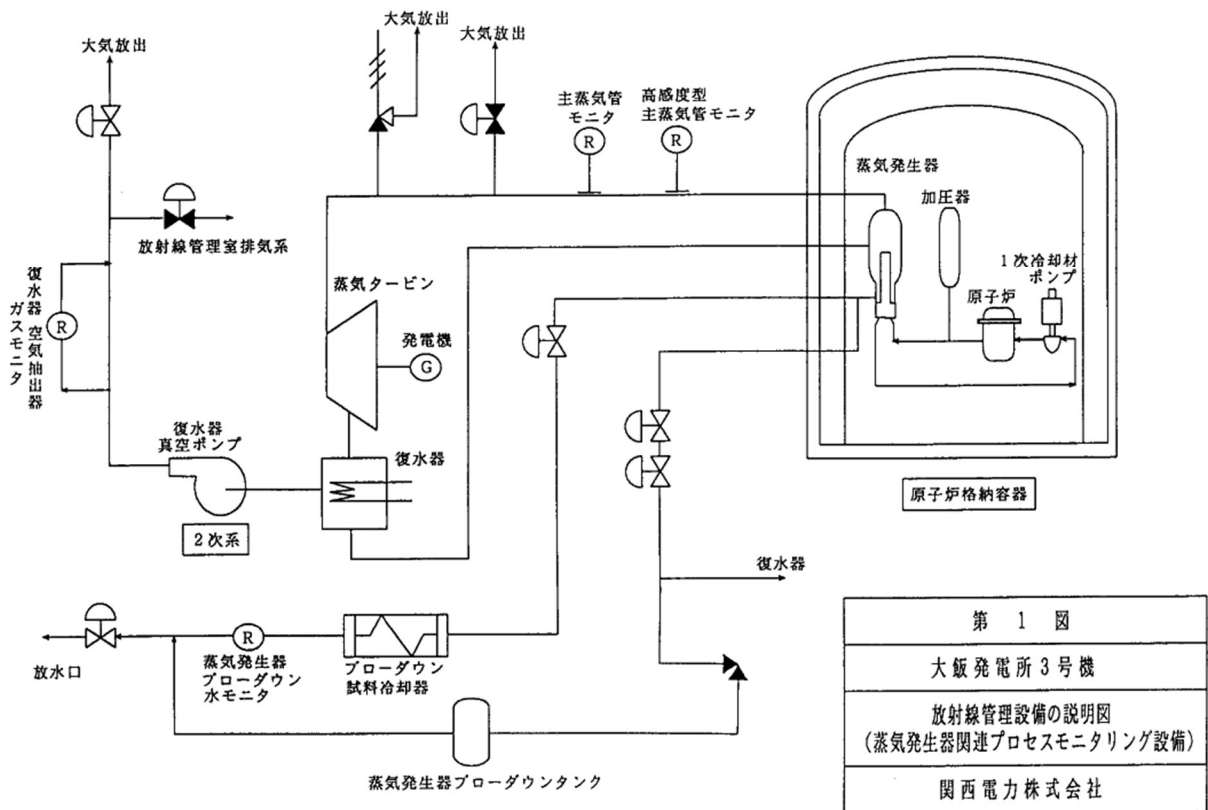 大気放出
大気放出
大気放出
主蒸気管
モニタ
高感度型
主蒸気管モニタ
R
R
蒸気発生器
加圧器
1次冷却材
ポンプ
原子炉
放射線管理室排気系
復水器 空気抽出器
ガスモニタ
R
蒸気タービン
発電機
G
復水器
真空ポンプ
復水器
2次系
原子炉格納容器
復水器
放水口
R
蒸気発生器
ブローダウン
水モニタ
ブローダウン
試料冷却器
蒸気発生器ブローダウンタンク
第 1 図
大飯発電所3号機
放射線管理設備の説明図
(蒸気発生器関連プロセスモニタリング設備)
関西電力株式会社